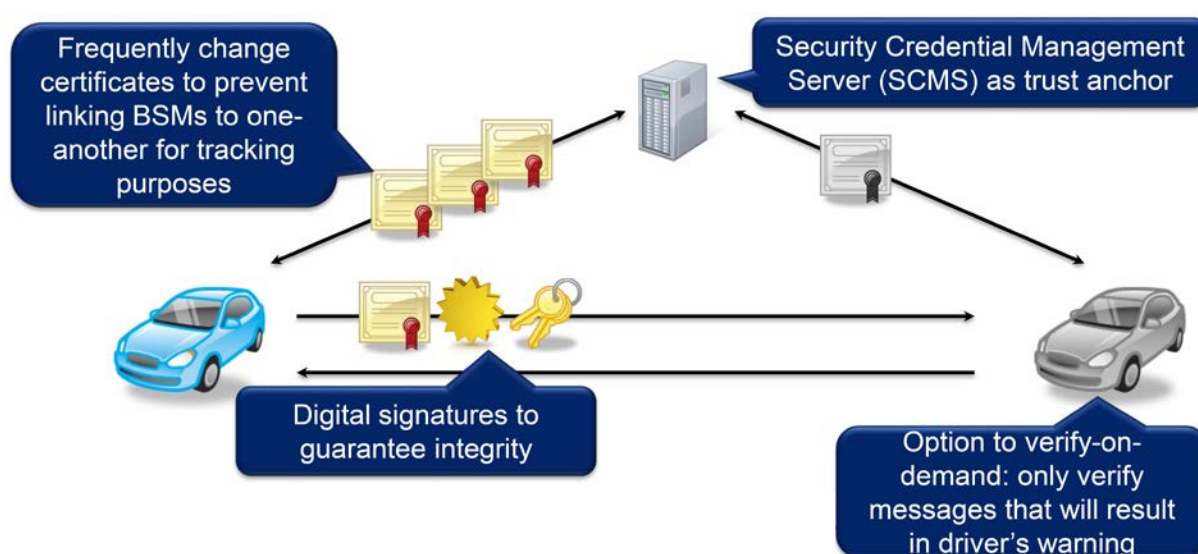 Frequently change
certificates to prevent
linking BSMs to one-
another for tracking
purposes
Security Credential Management
Server (SCMS) as trust anchor
Digital signatures to
guarantee integrity
Option to verify-on-
demand: only verify
messages that will result
in driver's warning